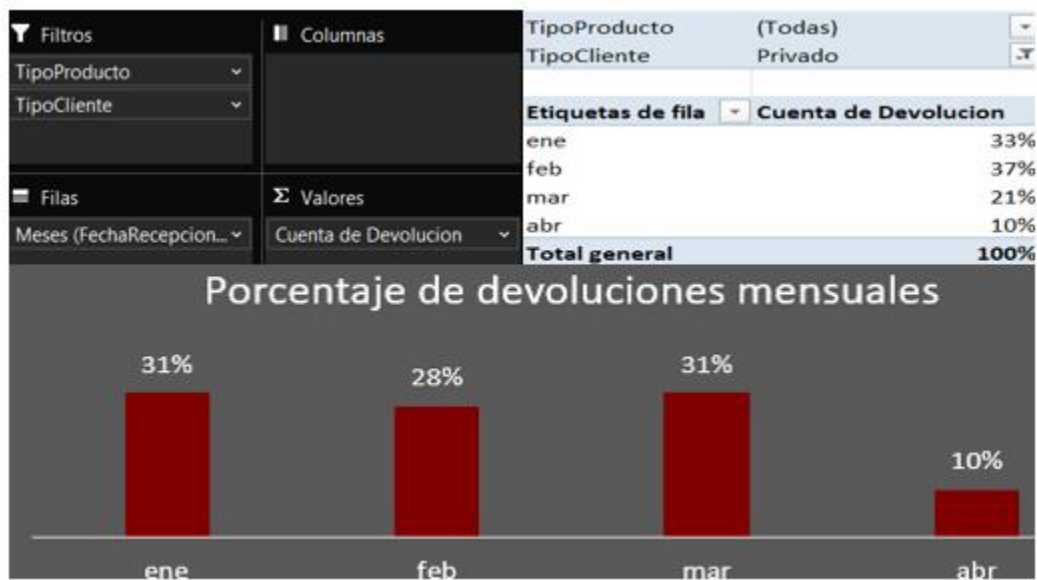 Filtros
Columnas
TipoProducto
TipoCliente
Filas
Σ Valores
Meses (FechaRecepcion...
Cuenta de Devolucion
TipoProducto (Todas)
TipoCliente Privado
Etiquetas de fila Cuenta de Devolucion
ene 33%
feb 37%
mar 21%
abr 10%
Total general 100%
Porcentaje de devoluciones mensuales
31% 28% 31% 10%
ene feb mar abr